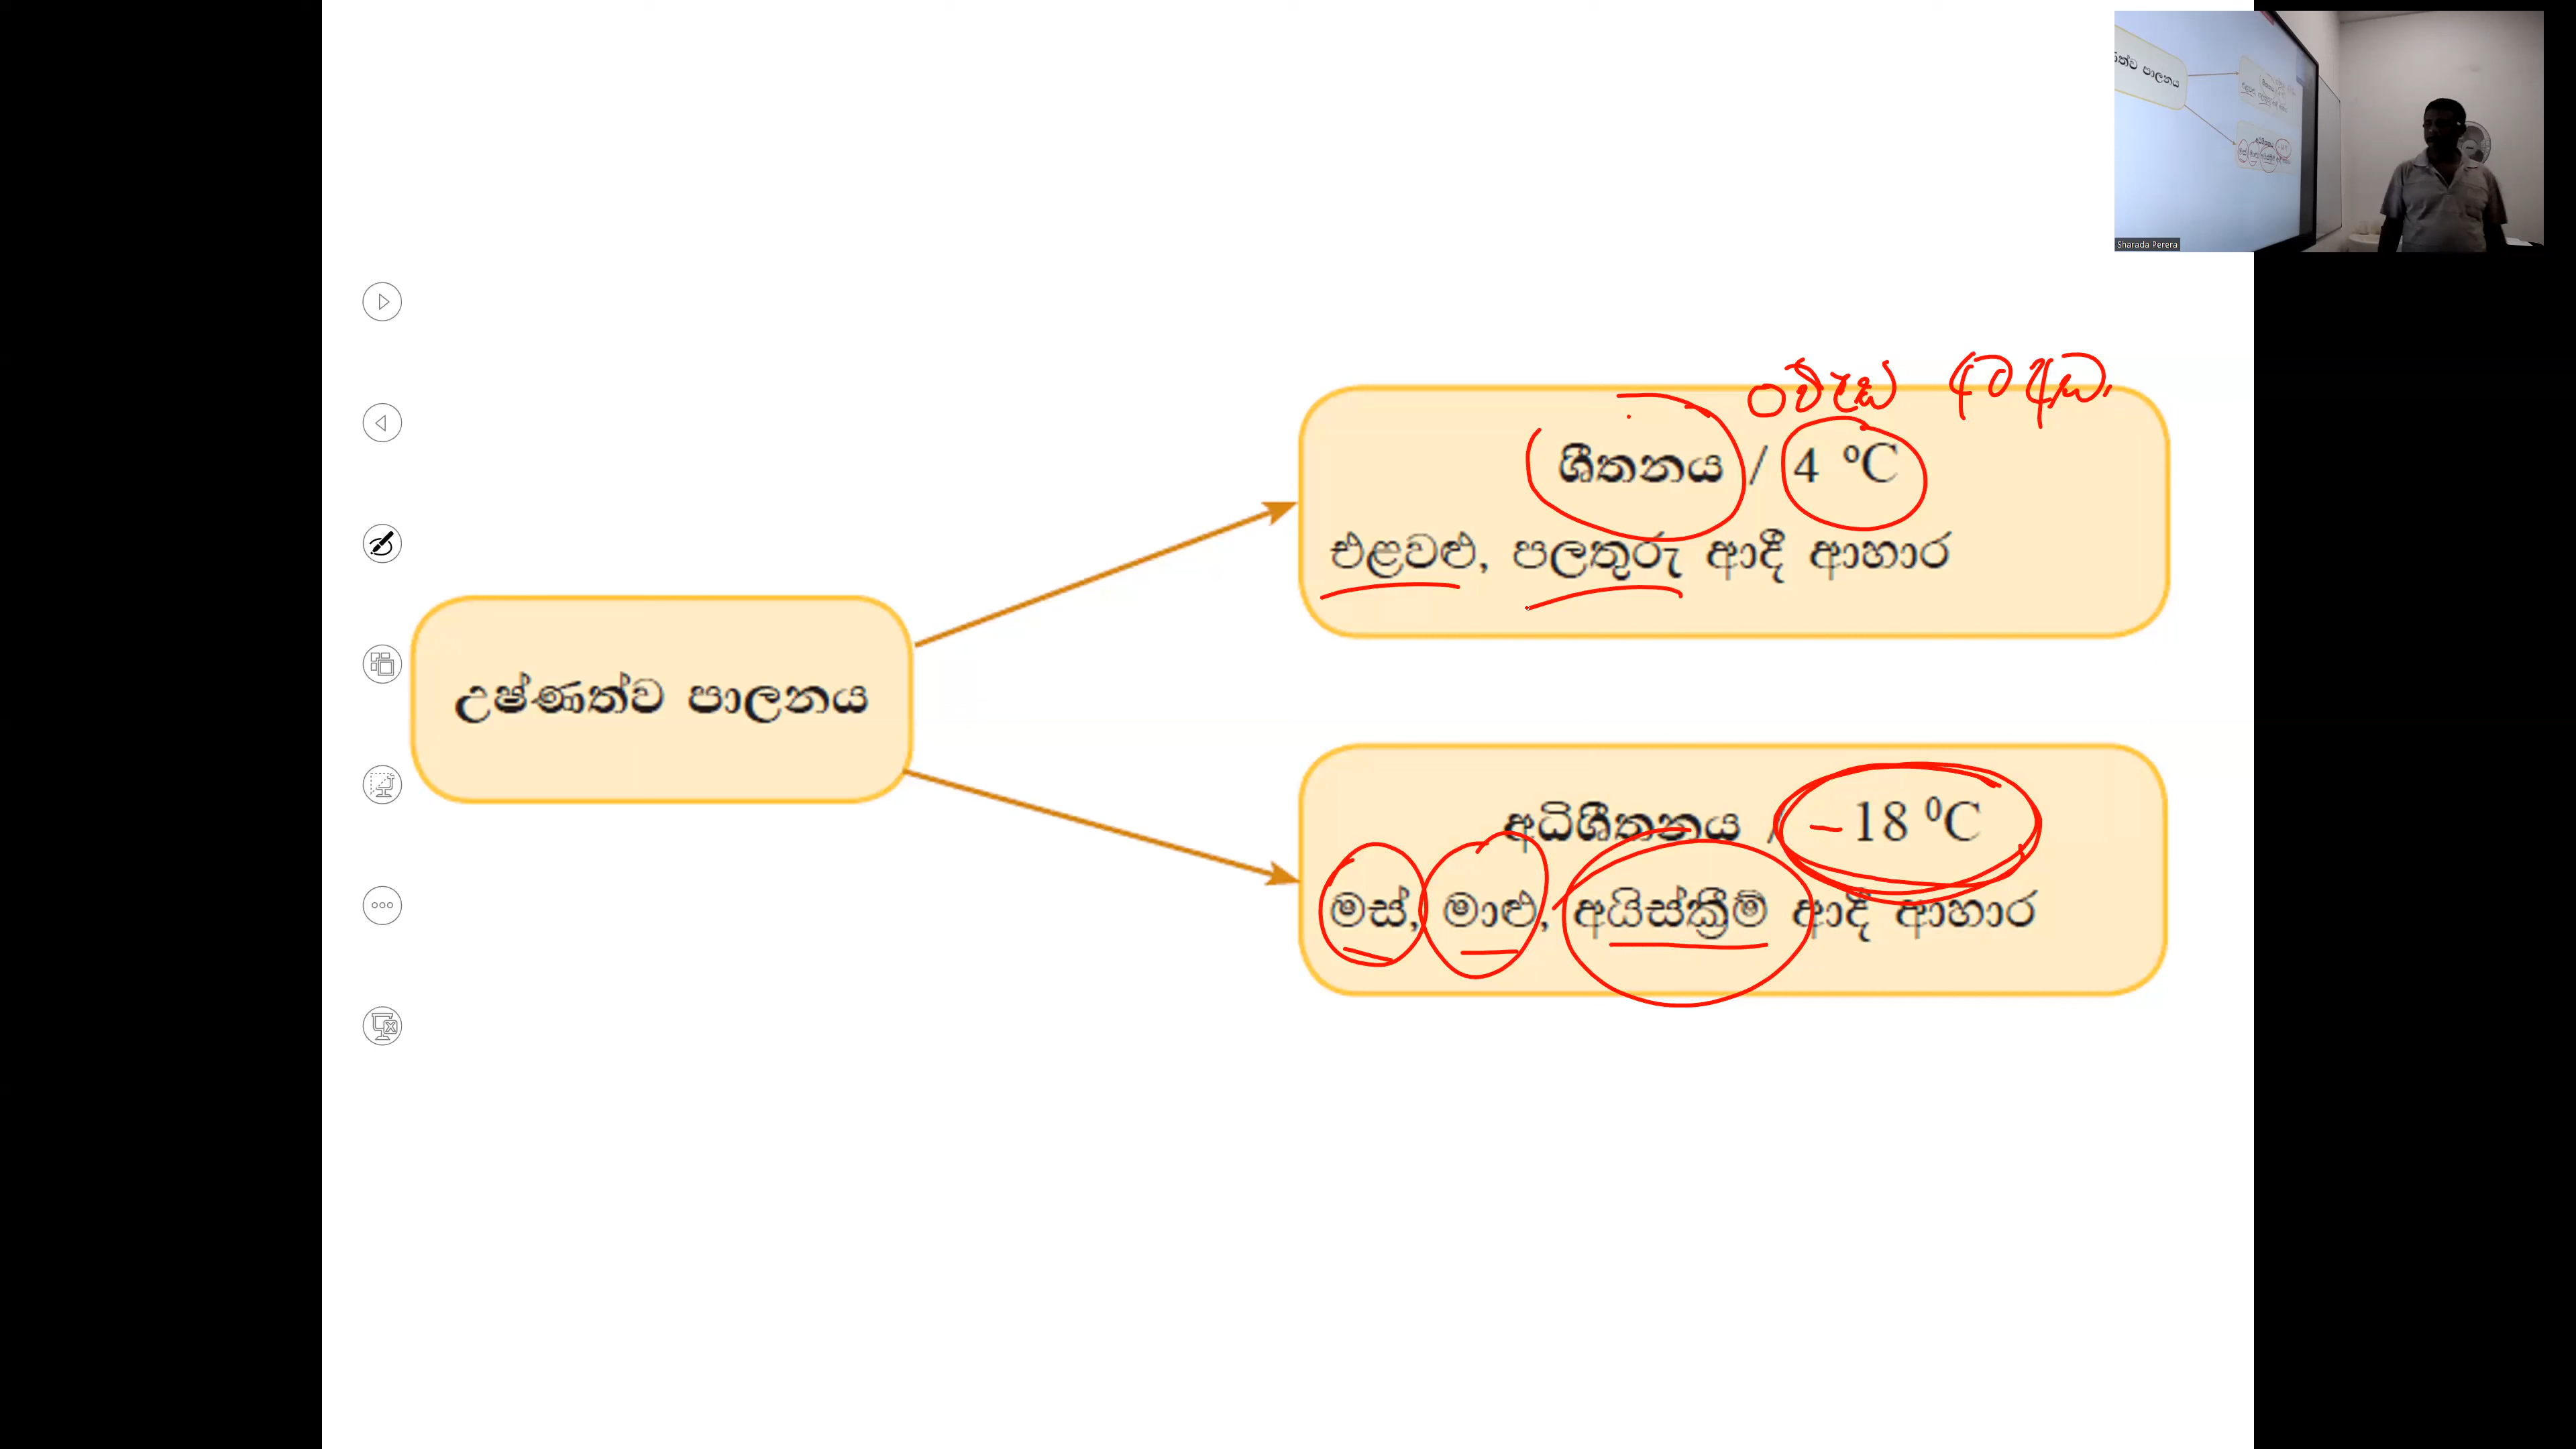 ත්ව පාලනය
Sharada Perera
ශීතනය / 4 ⁰C
එළවළු, පලතුරු ආදී ආහාර
උෂ්ණත්ව පාලනය
අධිශීතනය / – 18 ⁰C
මස්, මාළු, අයිස්ක්‍රීම් ආදී ආහාර